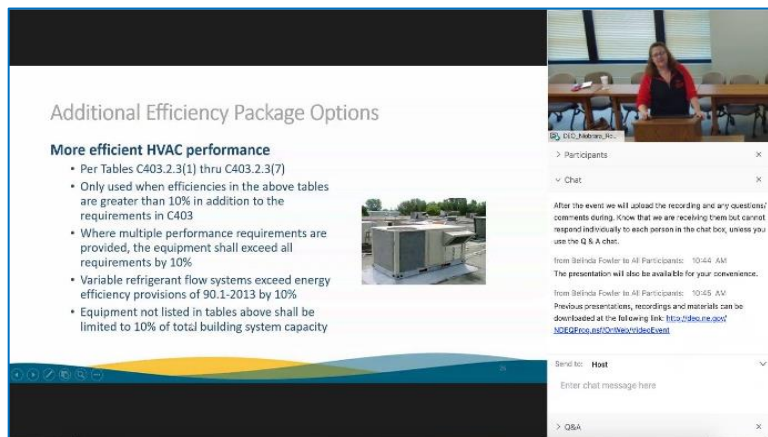 Additional Efficiency Package Options
More efficient HVAC performance
• Per Tables C403.2.3(1) thru C403.2.3(7)
• Only used when efficiencies in the above tables
are greater than 10% in addition to the
requirements in C403
• Where multiple performance requirements are
provided, the equipment shall exceed all
requirements by 10%
• Variable refrigerant flow systems exceed energy
efficiency provisions of 90.1-2013 by 10%
• Equipment not listed in tables above shall be
limited to 10% of total building system capacity
Participants
Chat
After the event we will upload the recording and any questions/
comments during. Know that we are receiving them but cannot
respond individually to each person in the chat box, unless you
use the Q & A chat.
from Belinda Fowler to All Participants: 10:44 AM
The presentation will also be available for your convenience.
from Belinda Fowler to All Participants: 10:45 AM
Previous presentations, recordings and materials can be
downloaded at the following link: http://deq.ne.gov/
NDEQProg.nsf/OnWeb/VideoEvent
Send to: Host
Enter chat message here
Q&A